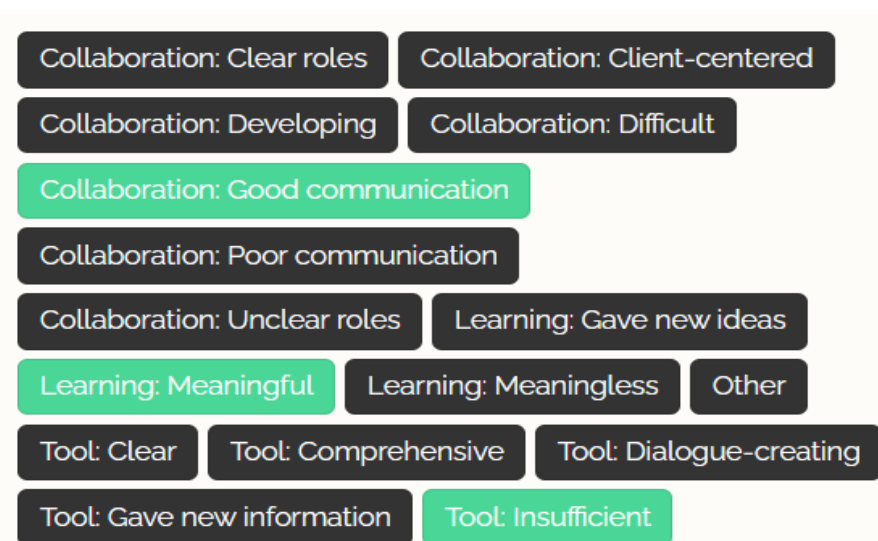 Collaboration: Clear roles Collaboration: Client-centered
Collaboration: Developing Collaboration: Difficult
Collaboration: Good communication
Collaboration: Poor communication
Collaboration: Unclear roles Learning: Gave new ideas
Learning: Meaningful Learning: Meaningless Other
Tool: Clear Tool: Comprehensive Tool: Dialogue-creating
Tool: Gave new information Tool: Insufficient